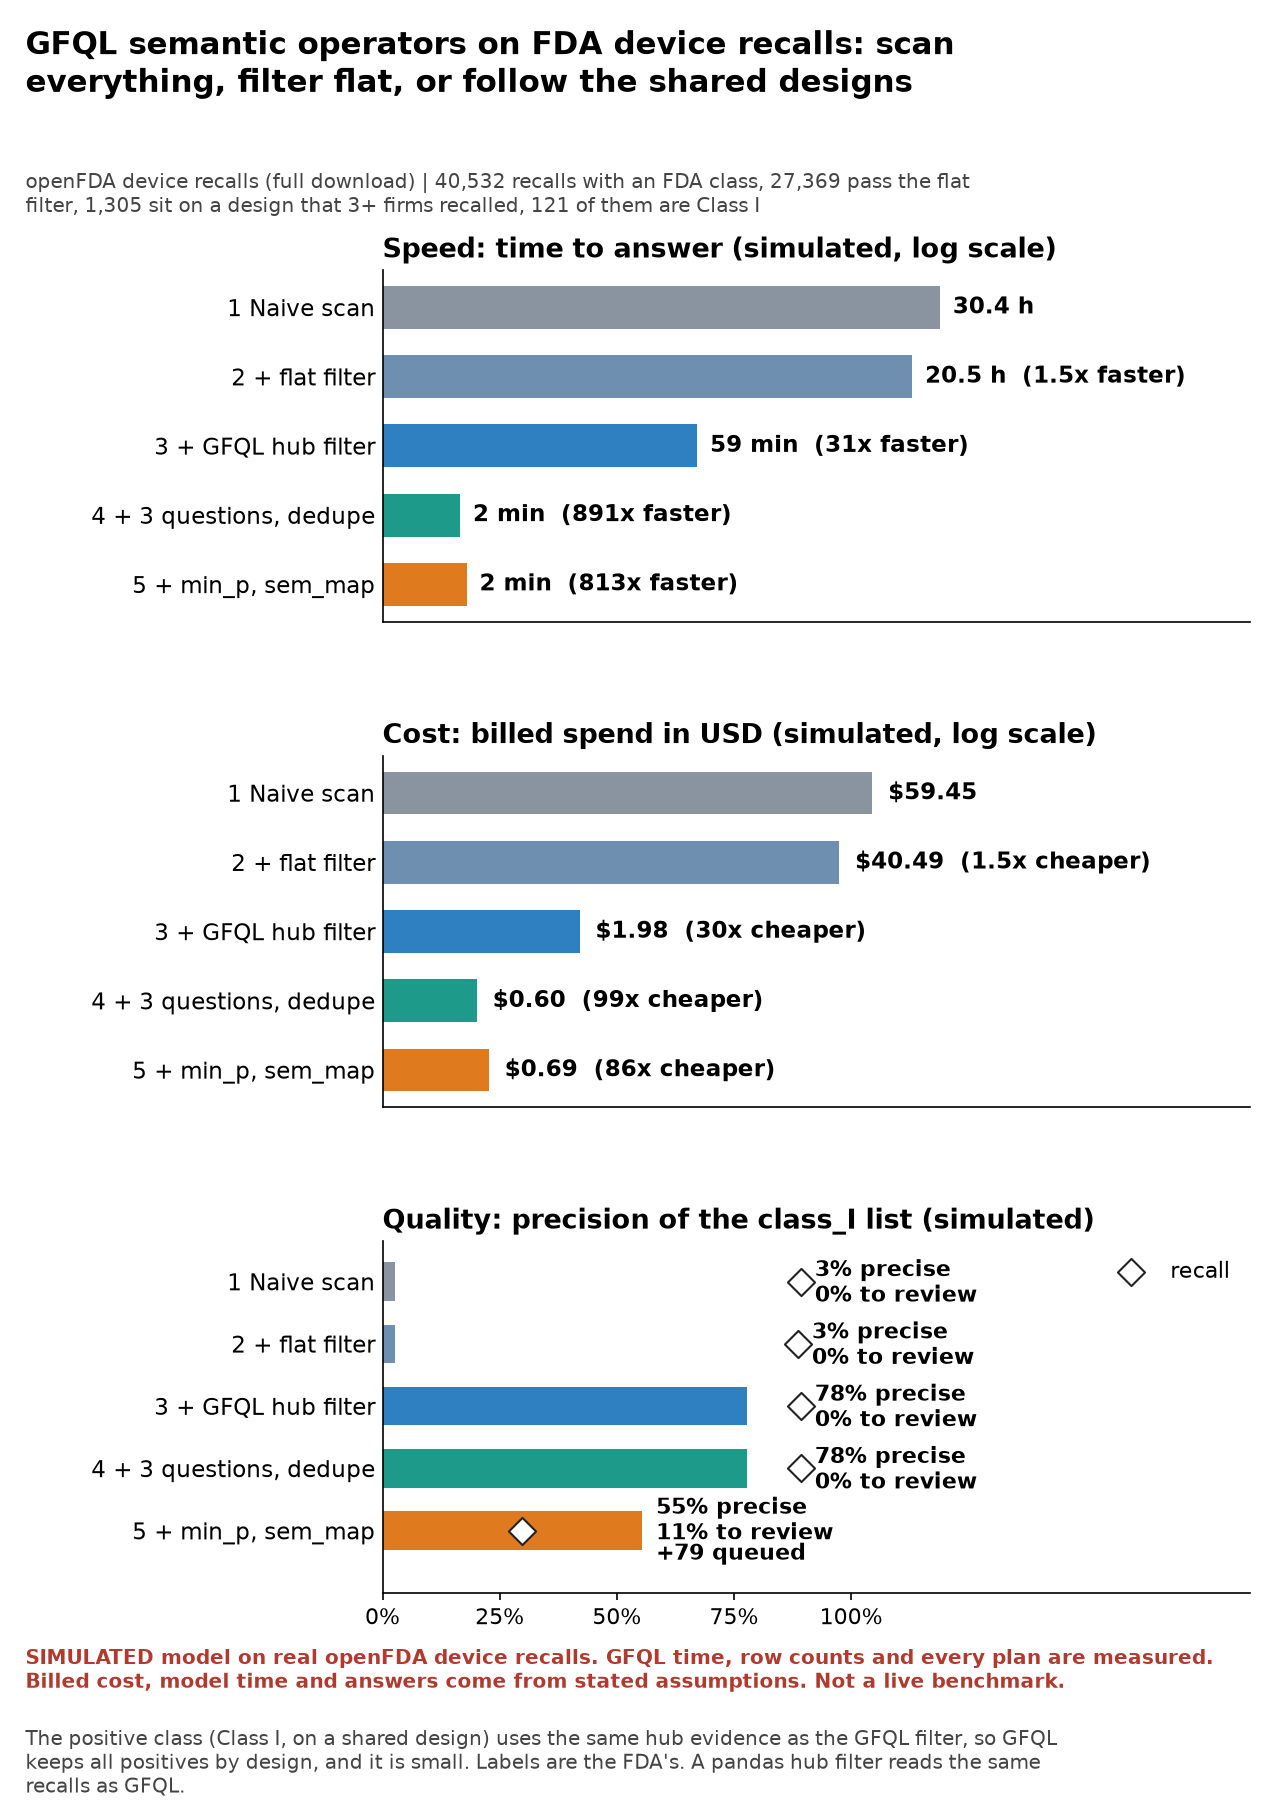 GFQL semantic operators on FDA device recalls: scan
everything, filter flat, or follow the shared designs
openFDA device recalls (full download) | 40,532 recalls with an FDA class, 27,369 pass the flat
filter, 1,305 sit on a design that 3+ firms recalled, 121 of them are Class I
Speed: time to answer (simulated, log scale)
1 Naive scan
30.4 h
2 + flat filter
20.5 h (1.5x faster)
3 + GFQL hub filter
59 min (31x faster)
4 + 3 questions, dedupe
2 min (891x faster)
5 + min_p, sem_map
2 min (813x faster)
Cost: billed spend in USD (simulated, log scale)
1 Naive scan
$59.45
2 + flat filter
$40.49 (1.5x cheaper)
3 + GFQL hub filter
$1.98 (30x cheaper)
4 + 3 questions, dedupe
$0.60 (99x cheaper)
5 + min_p, sem_map
$0.69 (86x cheaper)
Quality: precision of the class_I list (simulated)
1 Naive scan
3% precise
0% to review
recall
2 + flat filter
3% precise
0% to review
3 + GFQL hub filter
78% precise
0% to review
4 + 3 questions, dedupe
78% precise
0% to review
5 + min_p, sem_map
55% precise
11% to review
+79 queued
0% 25% 50% 75% 100%
SIMULATED model on real openFDA device recalls. GFQL time, row counts and every plan are measured.
Billed cost, model time and answers come from stated assumptions. Not a live benchmark.
The positive class (Class I, on a shared design) uses the same hub evidence as the GFQL filter, so GFQL
keeps all positives by design, and it is small. Labels are the FDA's. A pandas hub filter reads the same
recalls as GFQL.